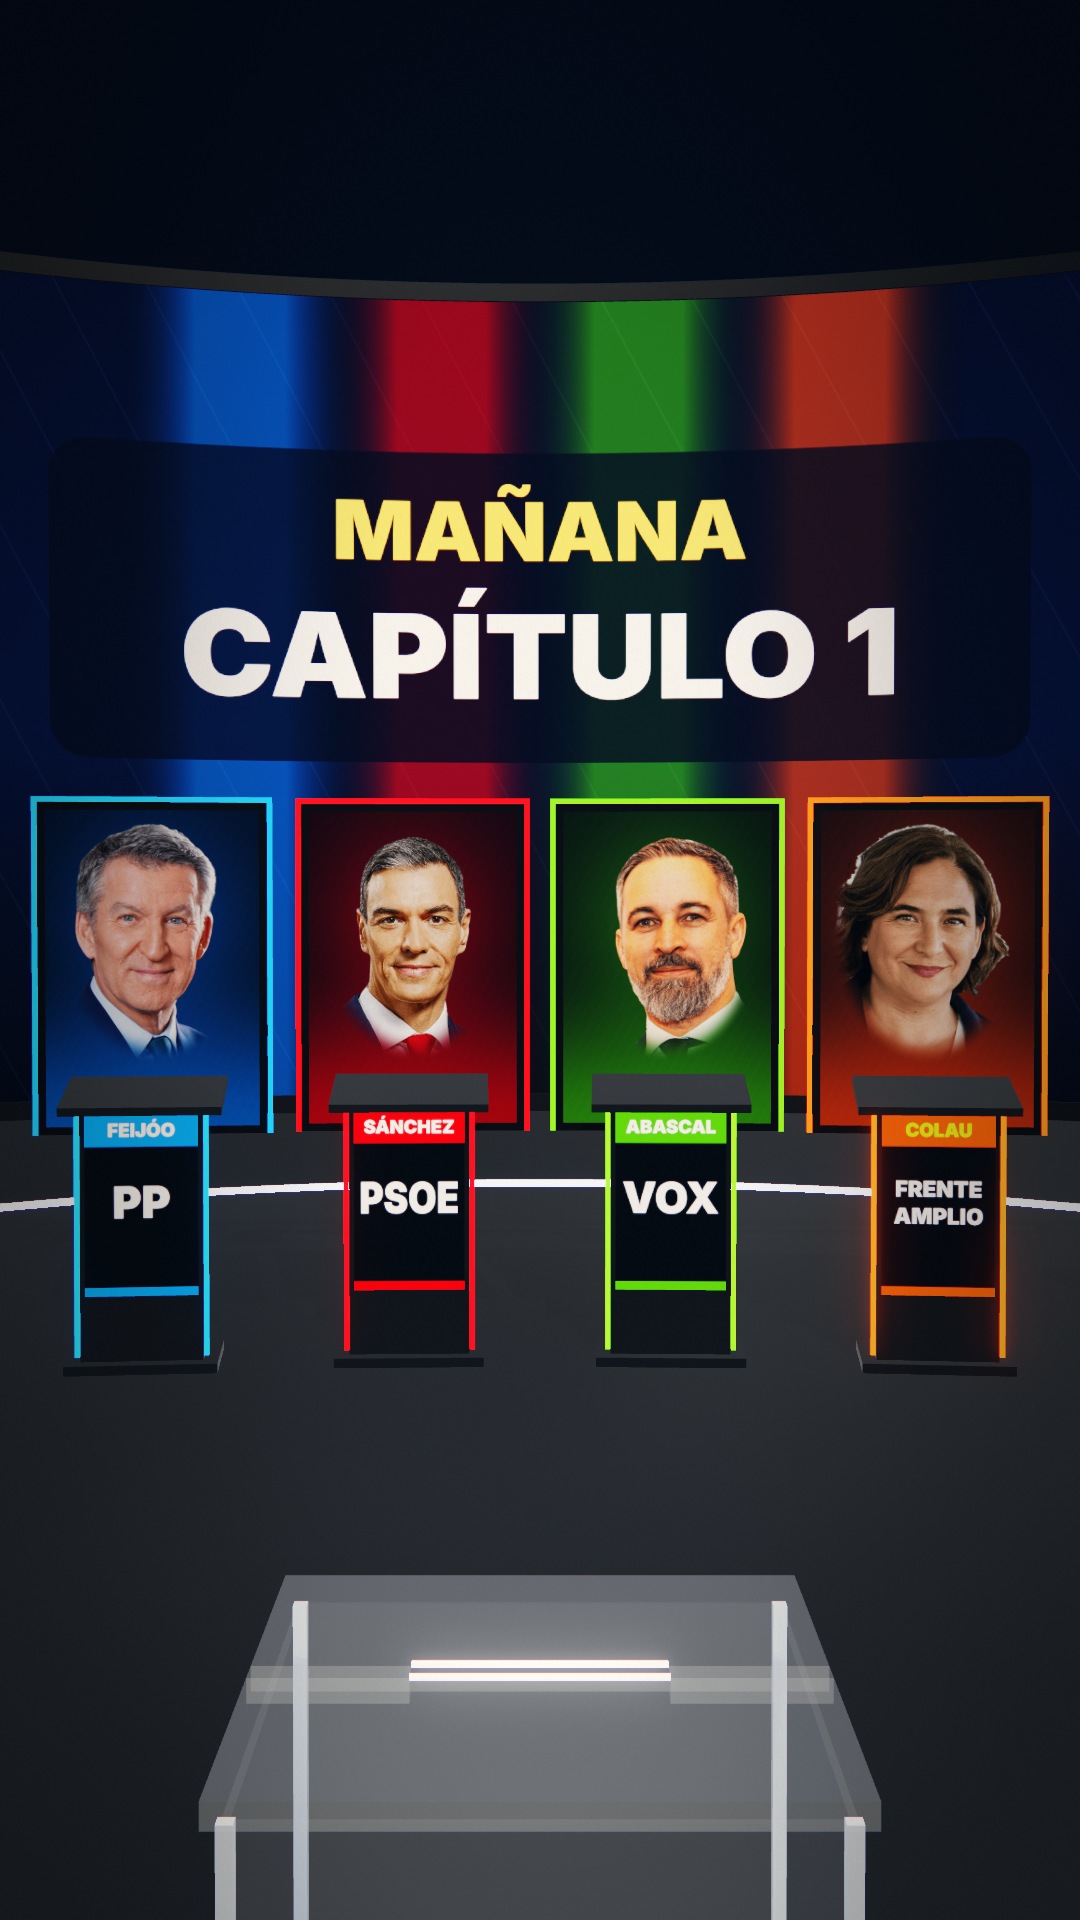 MAÑANA
CAPÍTULO 1
FEIJÓO
PP
SÁNCHEZ
PSOE
ABASCAL
VOX
COLAU
FRENTE
AMPLIO